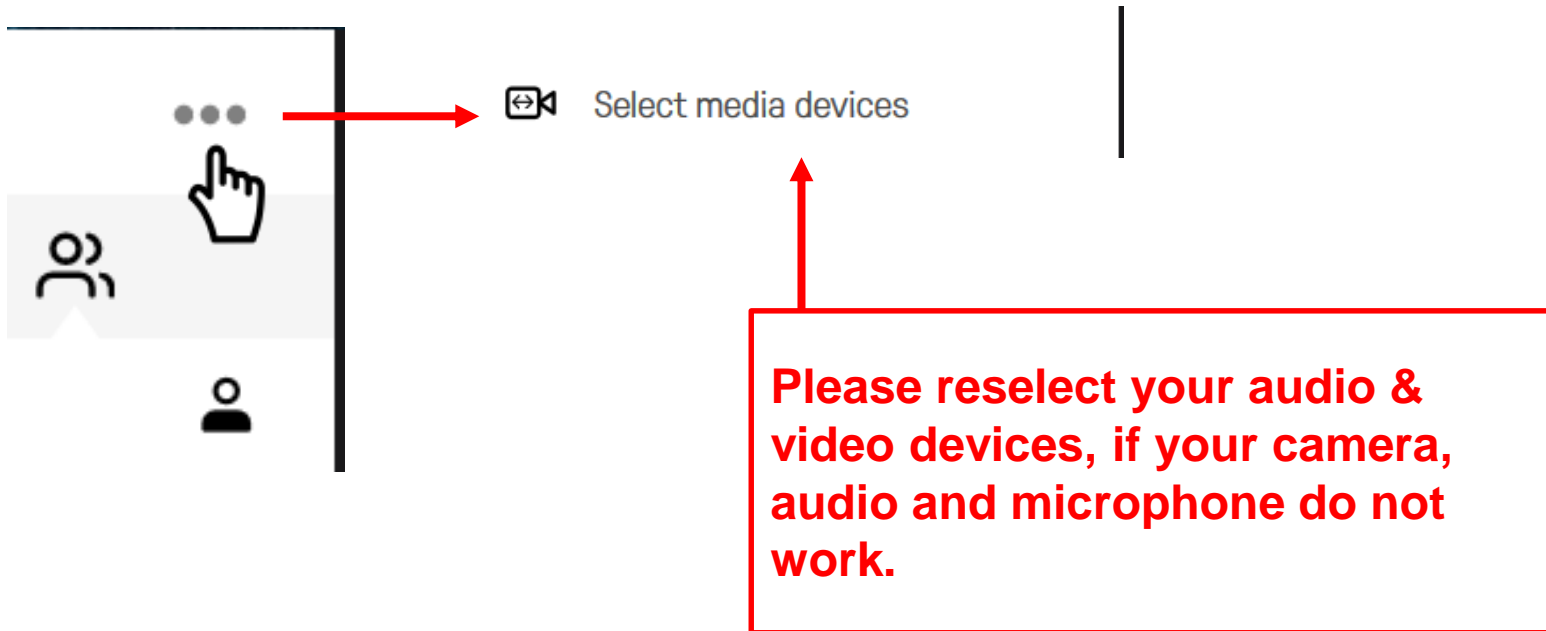 Select media devices
Please reselect your audio &
video devices, if your camera,
audio and microphone do not
work.